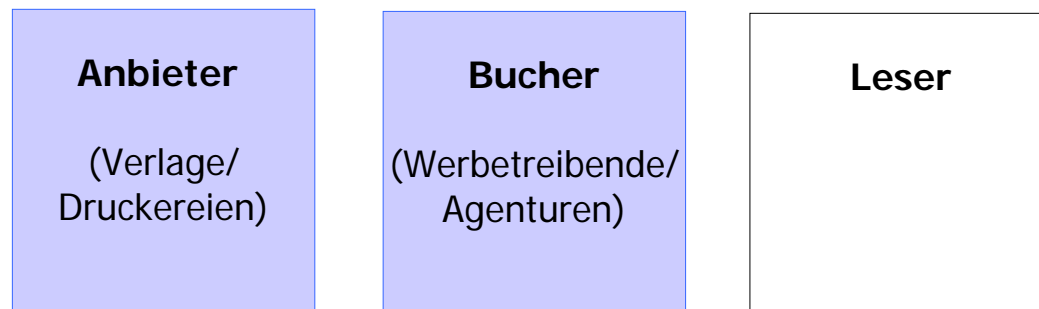 Anbieter
(Verlage/
Druckereien)
Bucher
(Werbetreibende/
Agenturen)
Leser